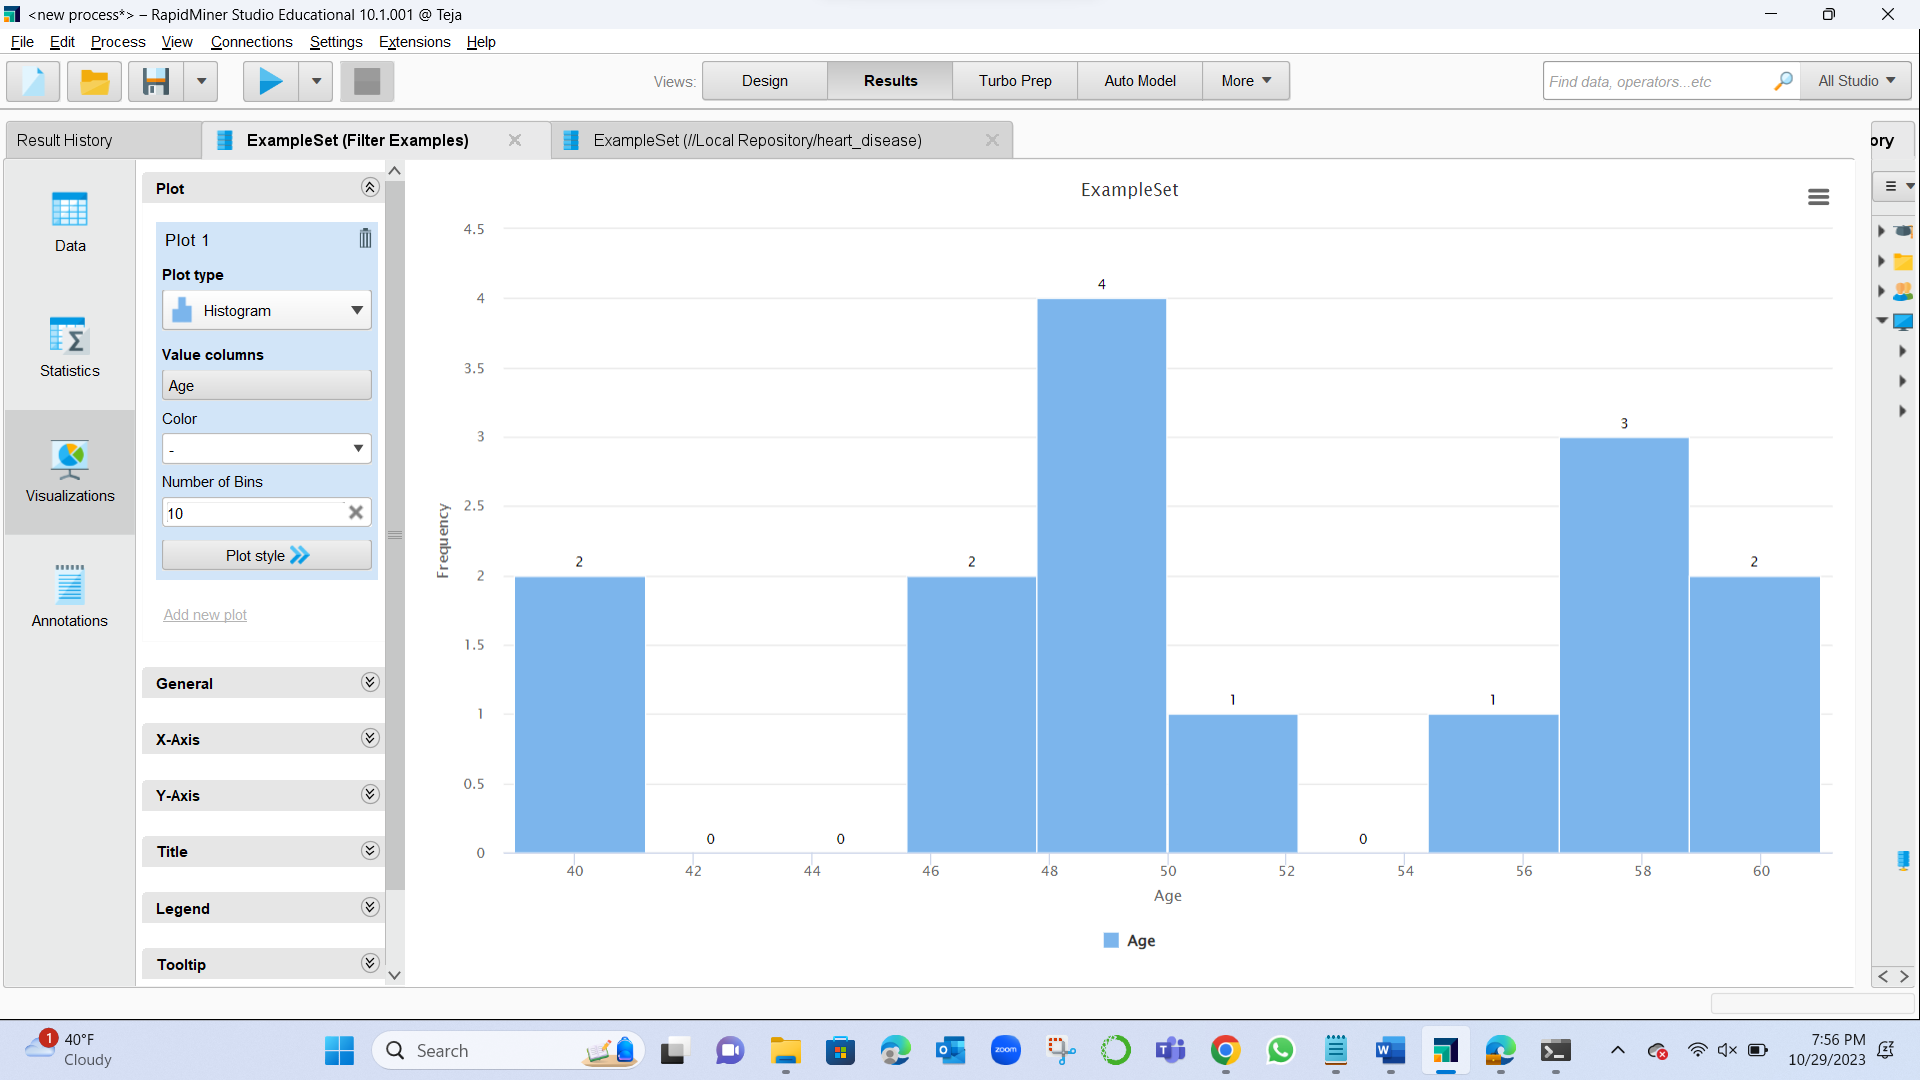 <new process*> – RapidMiner Studio Educational 10.1.001 @ Teja
File Edit Process View Connections Settings Extensions Help
Views: Design Results Turbo Prep Auto Model More
Find data, operators...etc
All Studio
Result History
ExampleSet (Filter Examples)
ExampleSet (//Local Repository/heart_disease)
ory
Data
Statistics
Visualizations
Annotations
Plot
Plot 1
Plot type
Histogram
Value columns
Age
Color
-
Number of Bins
10
Plot style
Add new plot
General
X-Axis
Y-Axis
Title
Legend
Tooltip
ExampleSet
4.5
4
3.5
3
2.5
2
1.5
1
0.5
0
Frequency
2
0
0
2
4
1
0
1
3
2
40 42 44 46 48 50 52 54 56 58 60
Age
Age
1
40°F
Cloudy
Search
zoom
7:56 PM
10/29/2023